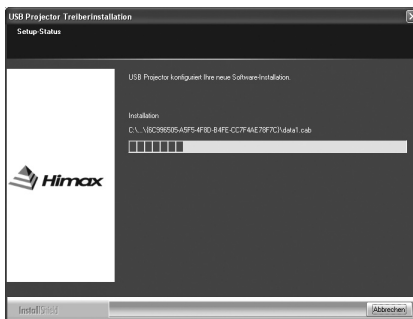 USB Projector Treiberinstallation
Setup-Status
USB Projector konfiguriert Ihre neue Software-Installation.
Installation
C:\...\{6C996505-A5F5-4F8D-B4FE-CC7F4AE78F7C}\data1.cab
Himax
InstallShield
Abbrechen